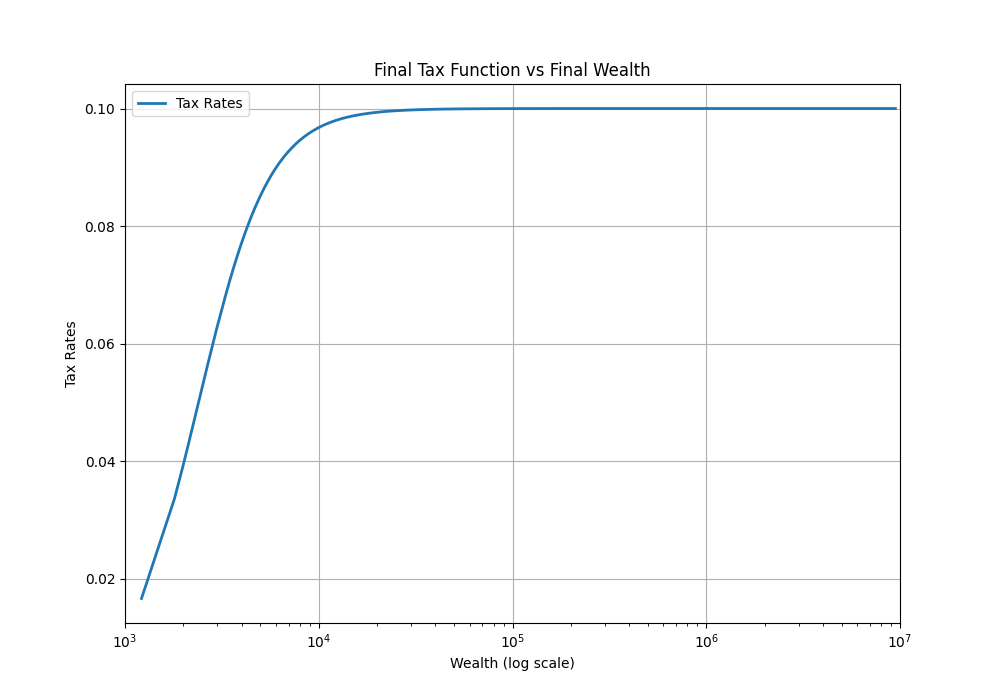 Final Tax Function vs Final Wealth
Tax Rates
0.10
0.08
0.06
0.04
0.02
Tax Rates
10³
10⁴
10⁵
10⁶
10⁷
Wealth (log scale)